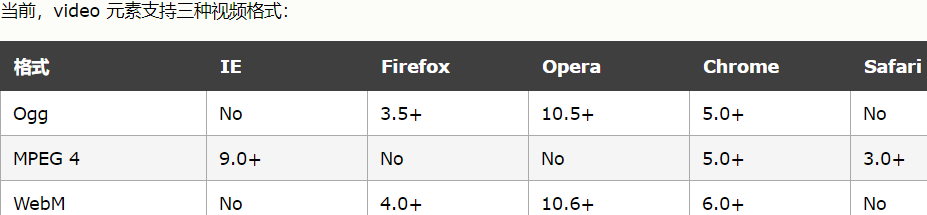 当前，video 元素支持三种视频格式：
格式 IE Firefox Opera Chrome Safari
Ogg No 3.5+ 10.5+ 5.0+ No
MPEG 4 9.0+ No No 5.0+ 3.0+
WebM No 4.0+ 10.6+ 6.0+ No